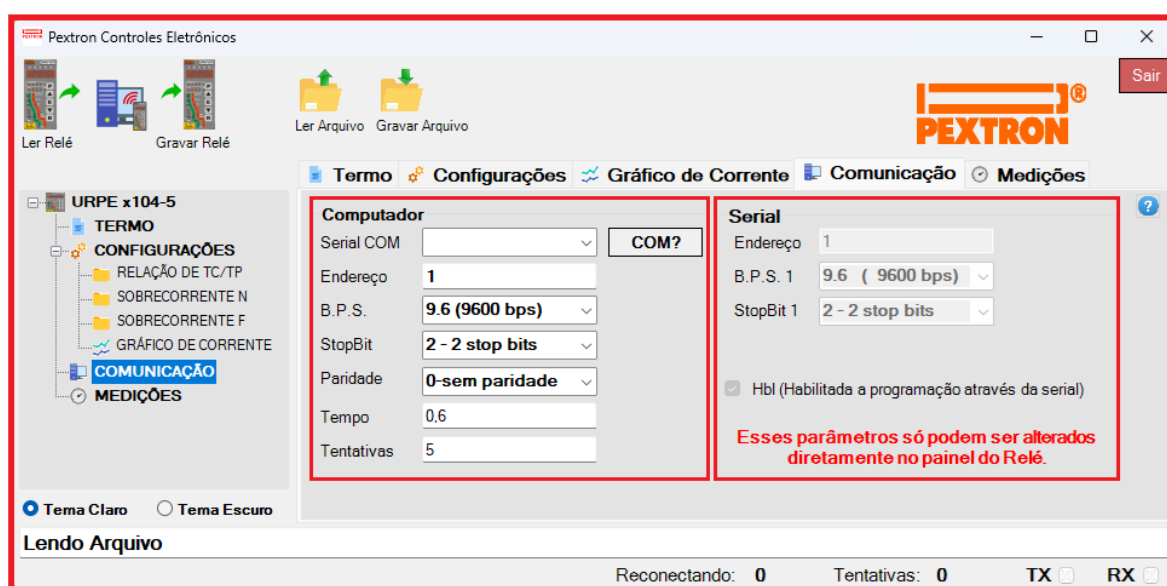 Pextron Controles Eletrônicos
Sair
Ler Relé
Gravar Relé
Ler Arquivo
Gravar Arquivo
PEXTRON
®
Termo
Configurações
Gráfico de Corrente
Comunicação
Medições
URPE x104-5
TERMO
CONFIGURAÇÕES
RELAÇÃO DE TC/TP
SOBRECORRENTE N
SOBRECORRENTE F
GRÁFICO DE CORRENTE
COMUNICAÇÃO
MEDIÇÕES
Tema Claro
Tema Escuro
Computador
Serial COM
COM?
Endereço 1
B.P.S. 9.6 (9600 bps)
StopBit 2 - 2 stop bits
Paridade 0-sem paridade
Tempo 0,6
Tentativas 5
Serial
Endereço 1
B.P.S. 1 9.6 ( 9600 bps)
StopBit 1 2 - 2 stop bits
Hbl (Habilitada a programação através da serial)
Esses parâmetros só podem ser alterados
diretamente no painel do Relé.
?
Lendo Arquivo
Reconectando: 0 Tentativas: 0 TX RX